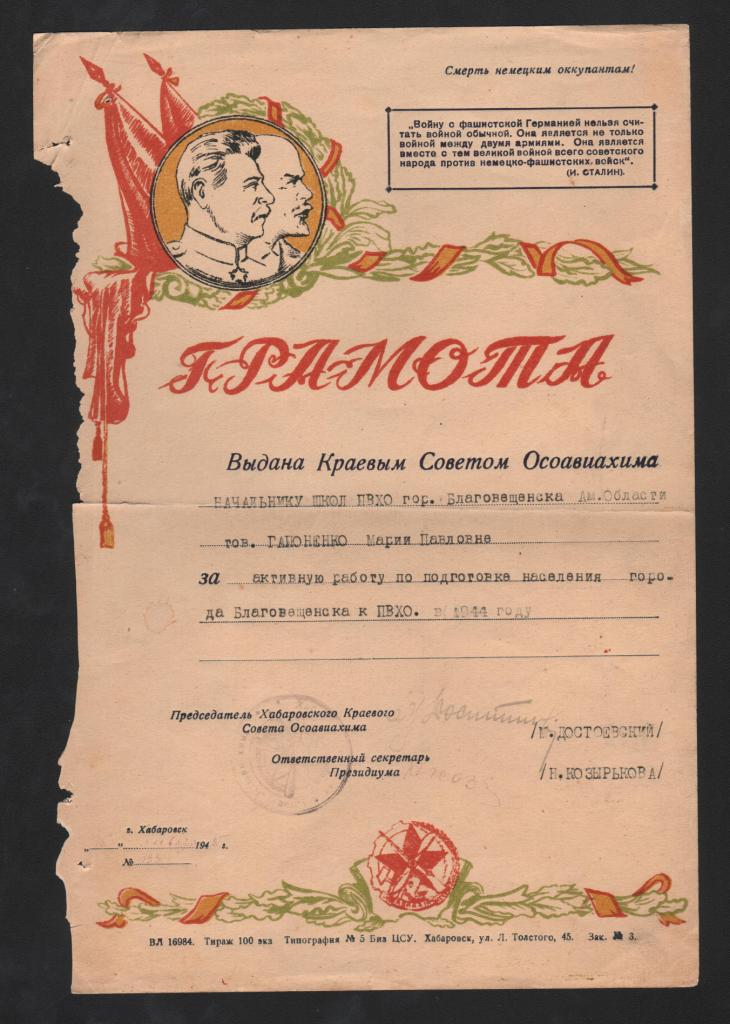 Смерть немецким оккупантам!
„Войну с фашистской Германией нельзя счи-
тать войной обычной. Она является не только
войной между двумя армиями. Она является
вместе с тем великой войной всего советского
народа против немецко-фашистских войск".
(И. СТАЛИН).
ГРАМОТА
Выдана Краевым Советом Осоавиахима
НАЧАЛЬНИКУ ШКОЛ ПВХО гор. Благовещенска Ам.Области
тов. ГАПОНЕНКО Марии Павловне
за активную работу по подготовке населения горо-
да Благовещенска к ПВХО. в 1944 году
Председатель Хабаровского Краевого
Совета Осоавиахима
/М.ДОСТОЕВСКИЙ/
Ответственный секретарь
Президиума
/Н.КОЗЫРЬКОВА/
г. Хабаровск
„ " 194 г.
№
ВЛ 16984. Тираж 100 экз Типография № 5 Биз ЦСУ. Хабаровск, ул. Л. Толстого, 45. Зак. № 3.